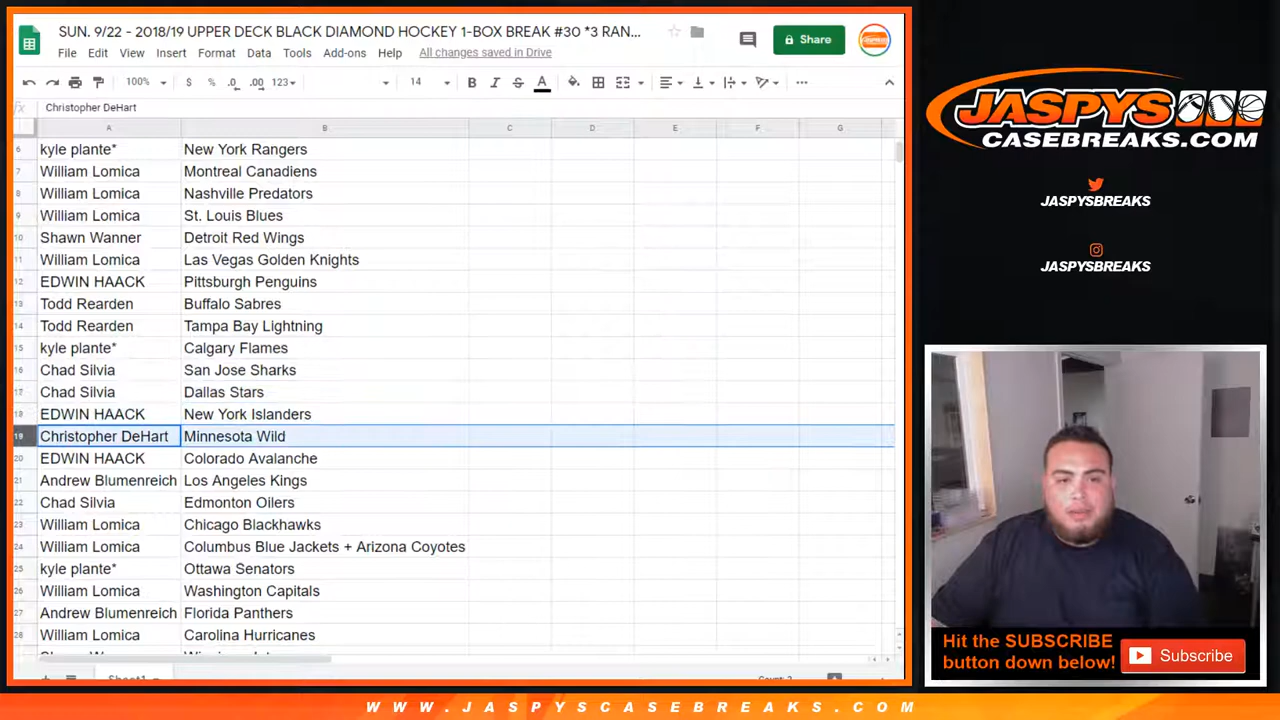 SUN. 9/22 - 2018/19 UPPER DECK BLACK DIAMOND HOCKEY 1-BOX BREAK #30 *3 RAN...
File Edit View Insert Format Data Tools Add-ons Help All changes saved in Drive
Share
100% $ % .0 .00 123 14 B I S A
fx Christopher DeHart
A B C D E F G
6 kyle plante* New York Rangers
7 William Lomica Montreal Canadiens
8 William Lomica Nashville Predators
9 William Lomica St. Louis Blues
10 Shawn Wanner Detroit Red Wings
11 William Lomica Las Vegas Golden Knights
12 EDWIN HAACK Pittsburgh Penguins
13 Todd Rearden Buffalo Sabres
14 Todd Rearden Tampa Bay Lightning
15 kyle plante* Calgary Flames
16 Chad Silvia San Jose Sharks
17 Chad Silvia Dallas Stars
18 EDWIN HAACK New York Islanders
19 Christopher DeHart Minnesota Wild
20 EDWIN HAACK Colorado Avalanche
21 Andrew Blumenreich Los Angeles Kings
22 Chad Silvia Edmonton Oilers
23 William Lomica Chicago Blackhawks
24 William Lomica Columbus Blue Jackets + Arizona Coyotes
25 kyle plante* Ottawa Senators
26 William Lomica Washington Capitals
27 Andrew Blumenreich Florida Panthers
28 William Lomica Carolina Hurricanes
Sheet1
JASPYS
CASEBREAKS.COM
JASPYSBREAKS
JASPYSBREAKS
Hit the SUBSCRIBE
button down below!
Subscribe
WWW.JASPYSCASEBREAKS.COM